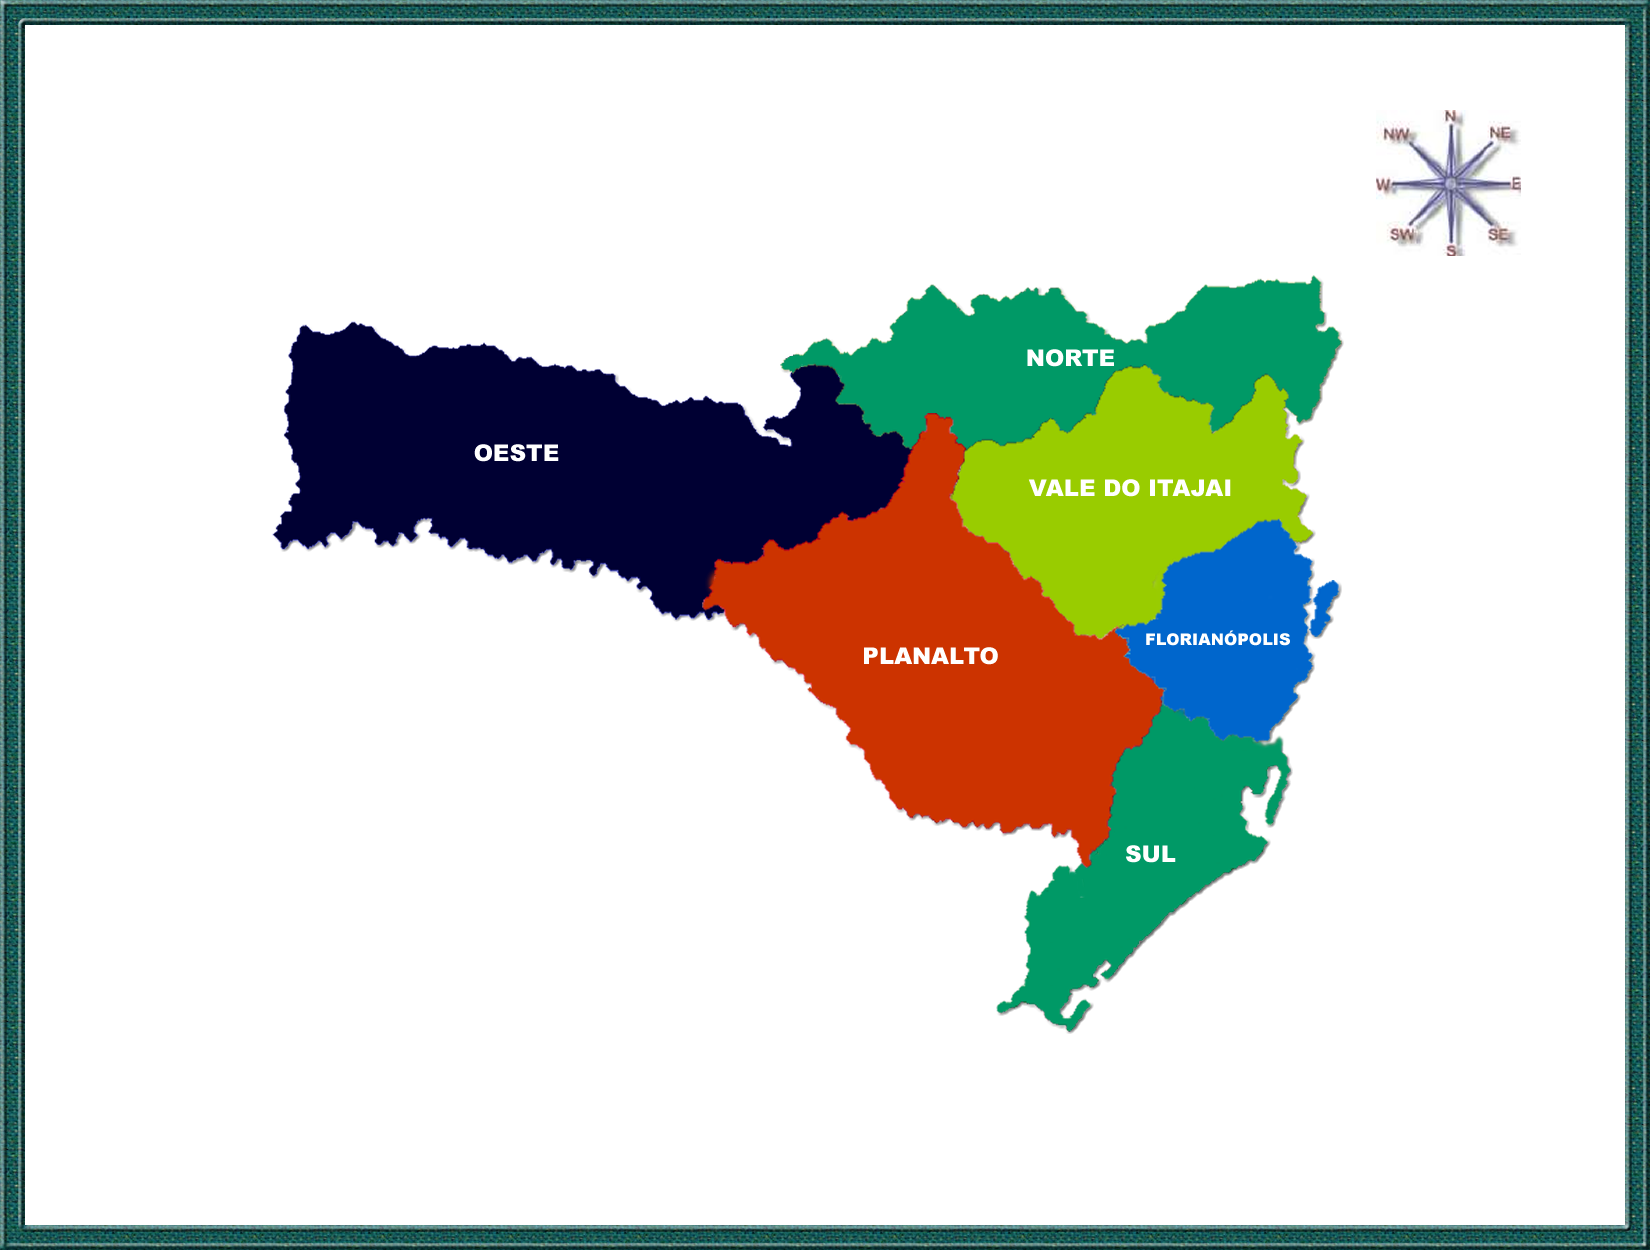 N
NW
NE
W
E
SW
SE
S
NORTE
OESTE
VALE DO ITAJAI
FLORIANÓPOLIS
PLANALTO
SUL